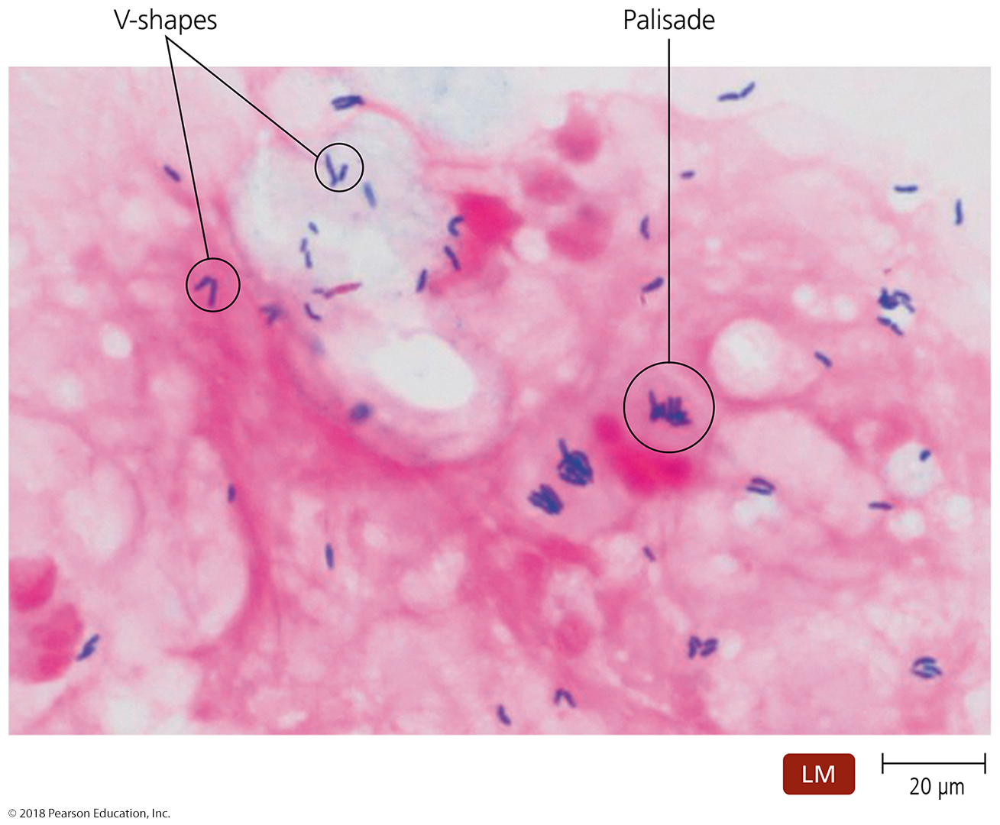 V-shapes
Palisade
LM
20 µm
© 2018 Pearson Education, Inc.